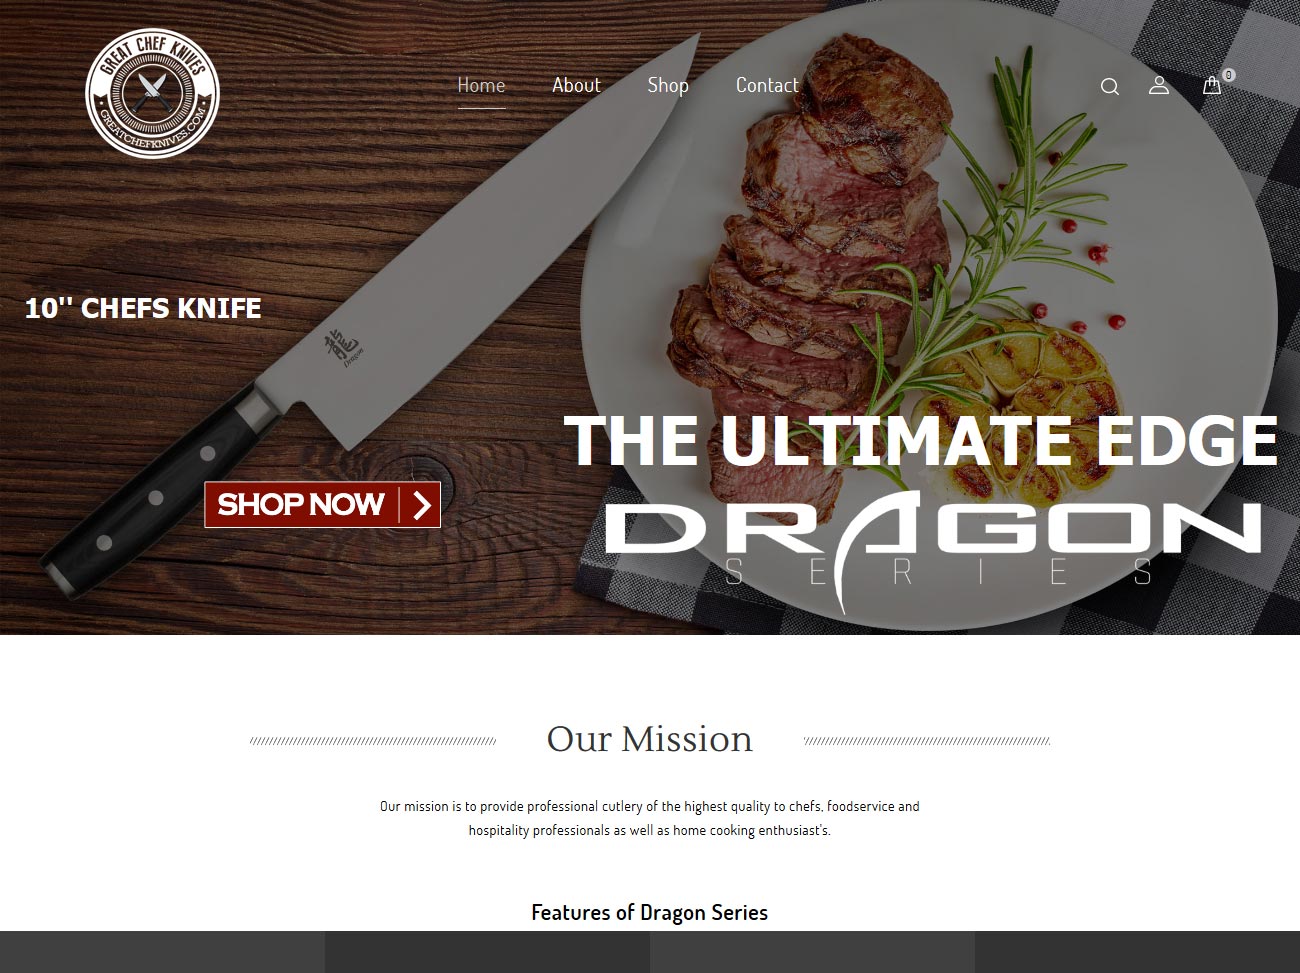 GREAT CHEF KNIVES
GREATCHEFKNIVES.COM
Home
About
Shop
Contact
0
10'' CHEFS KNIFE
龍
Dragon
SHOP NOW
THE ULTIMATE EDGE
DRAGON
SERIES
Our Mission
Our mission is to provide professional cutlery of the highest quality to chefs, foodservice and
hospitality professionals as well as home cooking enthusiast's.
Features of Dragon Series